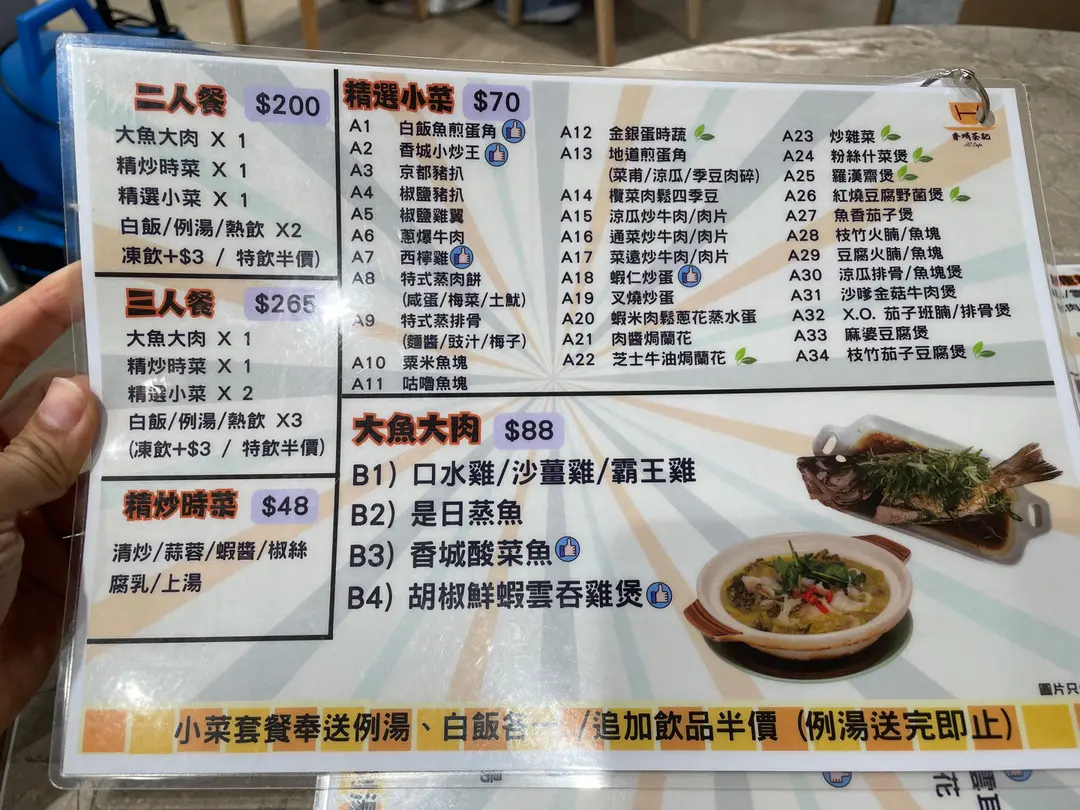 二人餐 $200
大魚大肉 X 1
精炒時菜 X 1
精選小菜 X 1
白飯/例湯/熱飲 X2
凍飲+$3 / 特飲半價)
三人餐 $265
大魚大肉 X 1
精炒時菜 X 1
精選小菜 X 2
白飯/例湯/熱飲 X3
(凍飲+$3 / 特飲半價)
精炒時菜 $48
清炒/蒜蓉/蝦醬/椒絲
腐乳/上湯
精選小菜 $70
A1 白飯魚煎蛋角
A2 香城小炒王
A3 京都豬扒
A4 椒鹽豬扒
A5 椒鹽雞翼
A6 蔥爆牛肉
A7 西檸雞
A8 特式蒸肉餅
(咸蛋/梅菜/土魷)
A9 特式蒸排骨
(麵醬/豉汁/梅子)
A10 粟米魚塊
A11 咕嚕魚塊
A12 金銀蛋時蔬
A13 地道煎蛋角
(菜甫/涼瓜/季豆肉碎)
A14 欖菜肉鬆四季豆
A15 涼瓜炒牛肉/肉片
A16 通菜炒牛肉/肉片
A17 菜遠炒牛肉/肉片
A18 蝦仁炒蛋
A19 叉燒炒蛋
A20 蝦米肉鬆蔥花蒸水蛋
A21 肉醬焗蘭花
A22 芝士牛油焗蘭花
A23 炒雜菜
A24 粉絲什菜煲
A25 羅漢齋煲
A26 紅燒豆腐野菌煲
A27 魚香茄子煲
A28 枝竹火腩/魚塊
A29 豆腐火腩/魚塊
A30 涼瓜排骨/魚塊煲
A31 沙嗲金菇牛肉煲
A32 X.O. 茄子班腩/排骨煲
A33 麻婆豆腐煲
A34 枝竹茄子豆腐煲
香城茶記
大魚大肉 $88
B1) 口水雞/沙薑雞/霸王雞
B2) 是日蒸魚
B3) 香城酸菜魚
B4) 胡椒鮮蝦雲吞雞煲
圖片只
小菜套餐奉送例湯、白飯各一 /追加飲品半價 (例湯送完即止)